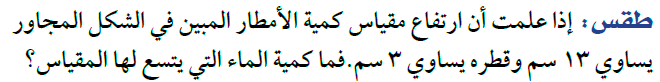 طقس: إذا علمت أن ارتفاع مقياس كمية الأمطار المبين في الشكل المجاور
يساوي ١٣ سم وقطره يساوي ٣ سم.فما كمية الماء التي يتسع لها المقياس؟